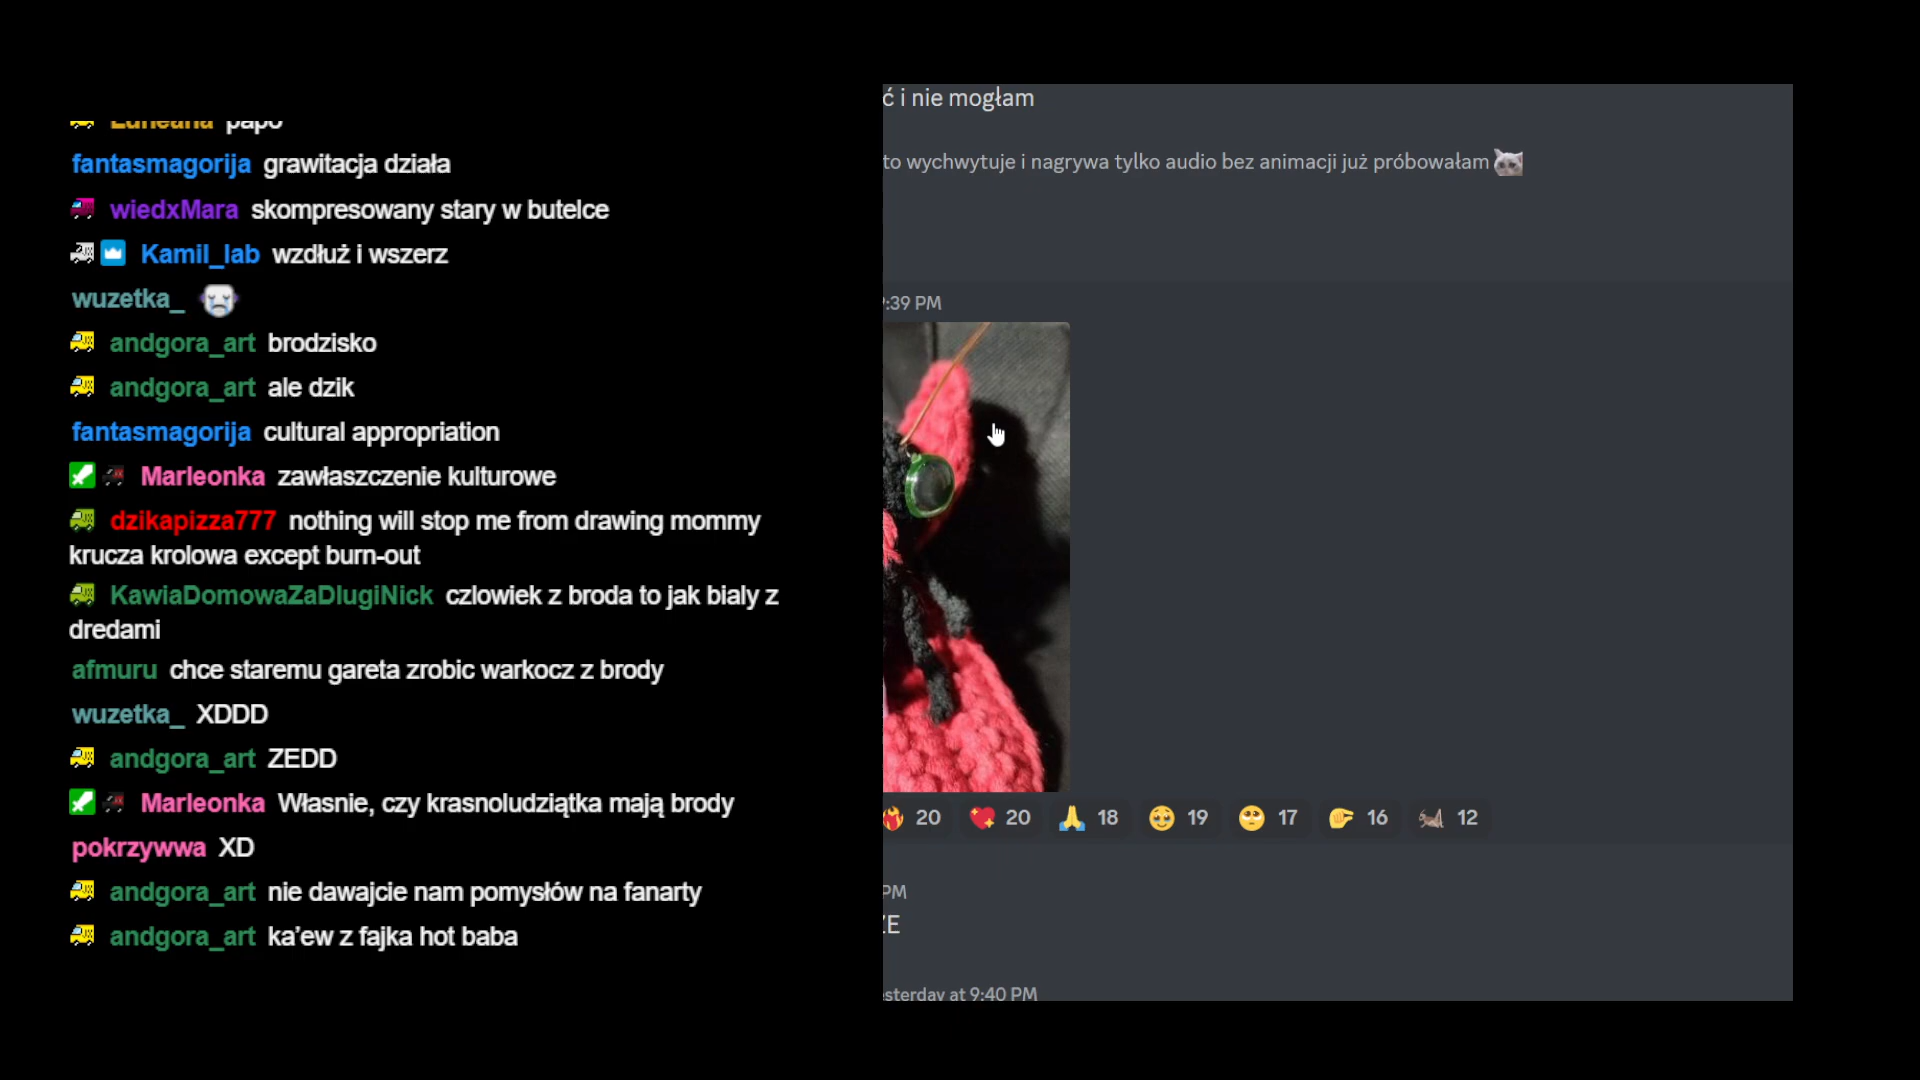 Luneana papo
fantasmagorija grawitacja działa
wiedxMara skompresowany stary w butelce
Kamil_lab wzdłuż i wszerz
wuzetka_
andgora_art brodzisko
andgora_art ale dzik
fantasmagorija cultural appropriation
Marleonka zawłaszczenie kulturowe
dzikapizza777 nothing will stop me from drawing mommy
krucza krolowa except burn-out
KawiaDomowaZaDlugiNick czlowiek z broda to jak bialy z
dredami
afmuru chce staremu gareta zrobic warkocz z brody
wuzetka_ XDDD
andgora_art ZEDD
Marleonka Własnie, czy krasnoludziątka mają brody
pokrzywwa XD
andgora_art nie dawajcie nam pomysłów na fanarty
andgora_art ka’ew z fajka hot baba
ć i nie mogłam
to wychwytuje i nagrywa tylko audio bez animacji już próbowałam
:39 PM
20 20 18 19 17 16 12
PM
ZE
esterday at 9:40 PM